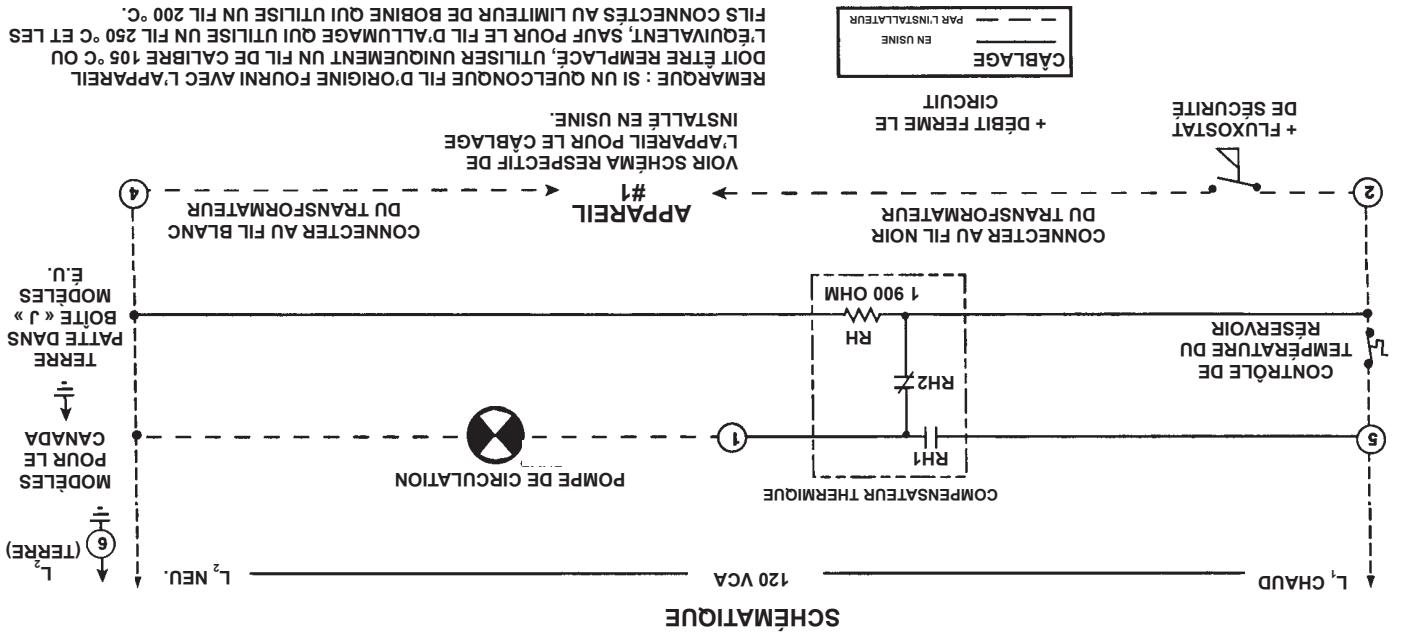 SCHÉMATIQUE
L₁ CHAUD
120 VCA
L₂ NEU.
L₂
(TERRE)
6
COMPENSATEUR THERMIQUE
POMPE DE CIRCULATION
MODÈLES
POUR LE
CANADA
5
RH1
1
RH2
CONTRÔLE DE
TEMPÉRATURE DU
RÉSERVOIR
RH
1 900 OHM
TERRE
PATTE DANS
BOÎTE « J »
MODÈLES
É.U.
CONNECTER AU FIL NOIR
DU TRANSFORMATEUR
CONNECTER AU FIL BLANC
DU TRANSFORMATEUR
2
APPAREIL
#1
4
+ FLUXOSTAT
DE SÉCURITÉ
VOIR SCHÉMA RESPECTIF DE
L'APPAREIL POUR LE CÂBLAGE
INSTALLÉ EN USINE.
+ DÉBIT FERME LE
CIRCUIT
CÂBLAGE
EN USINE
PAR L'INSTALLATEUR
REMARQUE : SI UN QUELCONQUE FIL D'ORIGINE FOURNI AVEC L'APPAREIL
DOIT ÊTRE REMPLACÉ, UTILISER UNIQUEMENT UN FIL DE CALIBRE 105 °C OU
L'ÉQUIVALENT, SAUF POUR LE FIL D'ALLUMAGE QUI UTILISE UN FIL 250 °C ET LES
FILS CONNECTÉS AU LIMITEUR DE BOBINE QUI UTILISE UN FIL 200 °C.